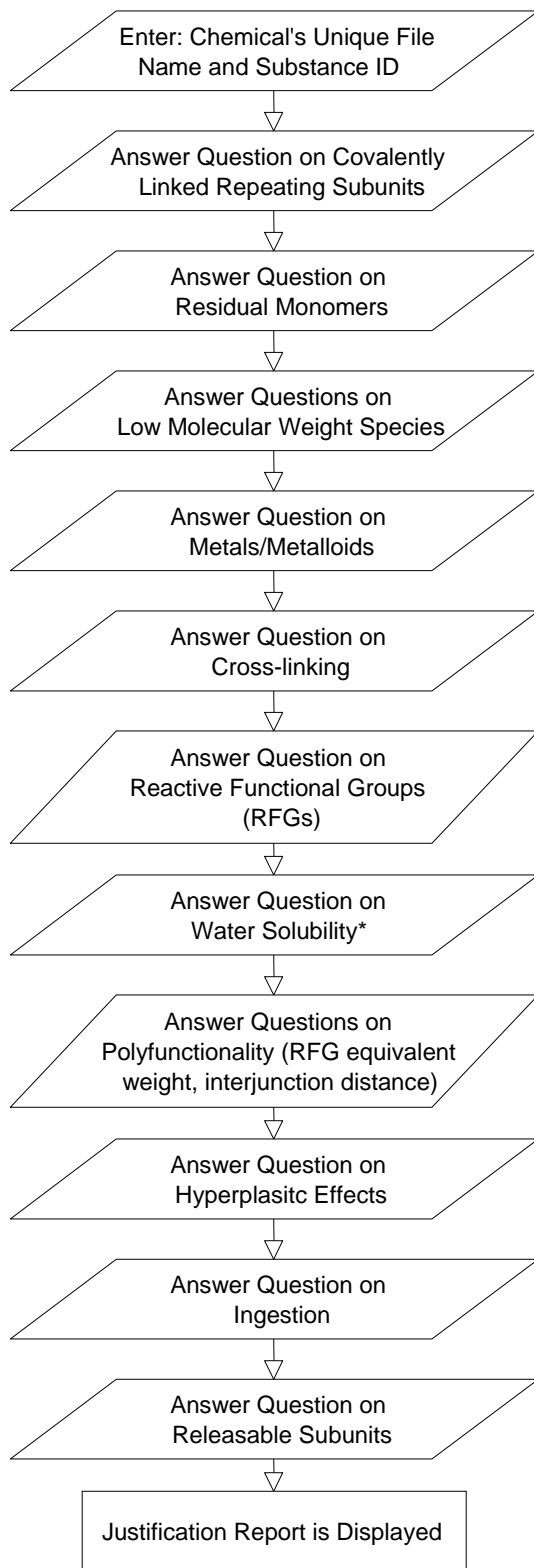 Enter: Chemical's Unique File
Name and Substance ID
Answer Question on Covalently
Linked Repeating Subunits
Answer Question on
Residual Monomers
Answer Questions on
Low Molecular Weight Species
Answer Question on
Metals/Metalloids
Answer Question on
Cross-linking
Answer Question on
Reactive Functional Groups
(RFGs)
Answer Question on
Water Solubility*
Answer Questions on
Polyfunctionality (RFG equivalent
weight, interjunction distance)
Answer Question on
Hyperplasitc Effects
Answer Question on
Ingestion
Answer Question on
Releasable Subunits
Justification Report is Displayed